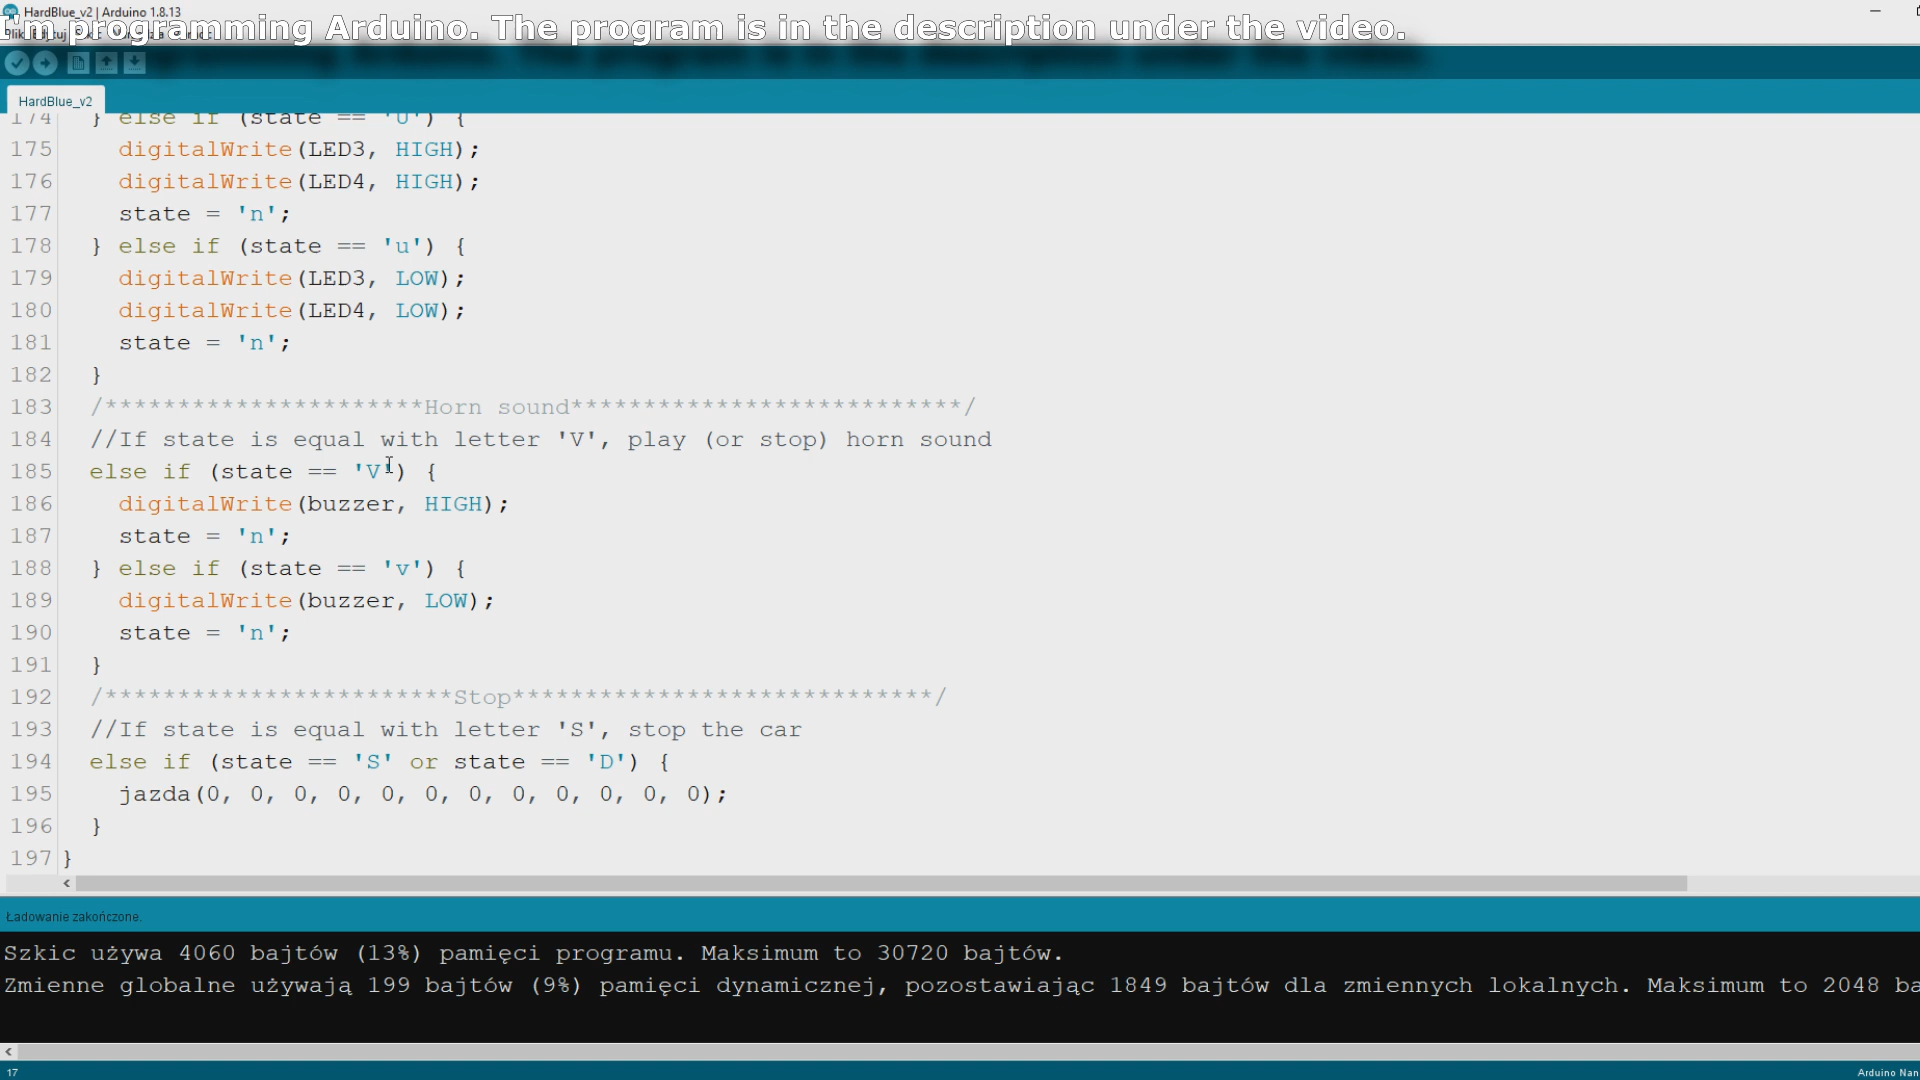 HardBlue_v2 | Arduino 1.8.13
I'm programming Arduino. The program is in the description under the video.
HardBlue_v2
174 } else if (state == 'U') {
175 digitalWrite(LED3, HIGH);
176 digitalWrite(LED4, HIGH);
177 state = 'n';
178 } else if (state == 'u') {
179 digitalWrite(LED3, LOW);
180 digitalWrite(LED4, LOW);
181 state = 'n';
182 }
183 /**********************Horn sound***************************/
184 //If state is equal with letter 'V', play (or stop) horn sound
185 else if (state == 'V') {
186 digitalWrite(buzzer, HIGH);
187 state = 'n';
188 } else if (state == 'v') {
189 digitalWrite(buzzer, LOW);
190 state = 'n';
191 }
192 /************************Stop*****************************/
193 //If state is equal with letter 'S', stop the car
194 else if (state == 'S' or state == 'D') {
195 jazda(0, 0, 0, 0, 0, 0, 0, 0, 0, 0, 0, 0);
196 }
197 }
Ładowanie zakończone.
Szkic używa 4060 bajtów (13%) pamięci programu. Maksimum to 30720 bajtów.
Zmienne globalne używają 199 bajtów (9%) pamięci dynamicznej, pozostawiając 1849 bajtów dla zmiennych lokalnych. Maksimum to 2048 ba
17
Arduino Nan